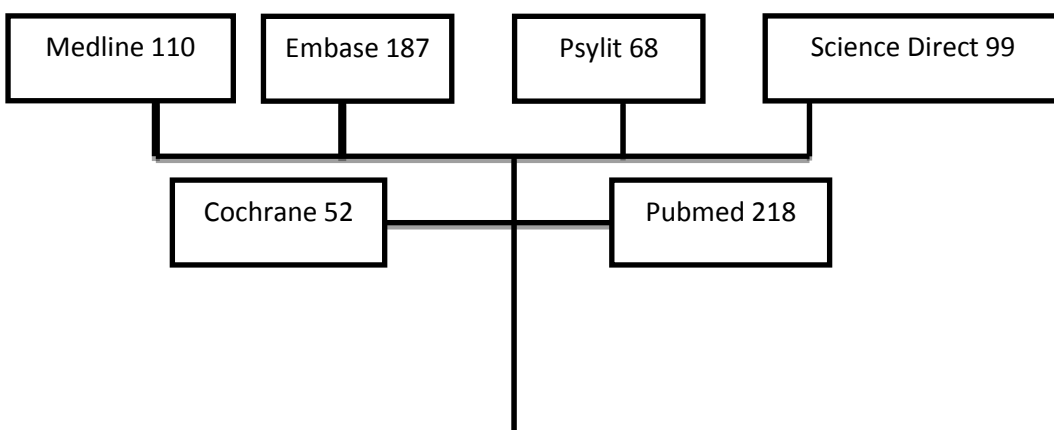 Medline 110
Embase 187
Psylit 68
Science Direct 99
Cochrane 52
Pubmed 218